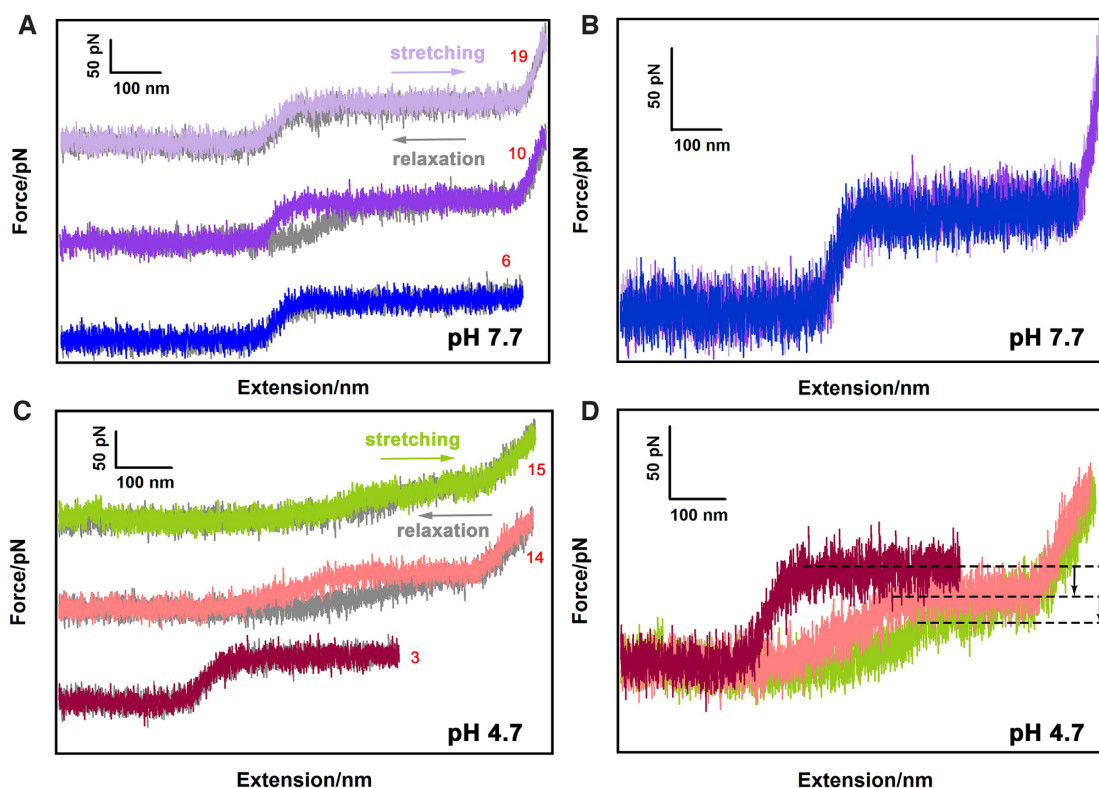 A
50 pN
100 nm
stretching
19
relaxation
10
6
pH 7.7
Force/pN
Extension/nm
B
50 pN
100 nm
pH 7.7
Force/pN
Extension/nm
C
50 pN
100 nm
stretching
15
relaxation
14
3
pH 4.7
Force/pN
Extension/nm
D
50 pN
100 nm
pH 4.7
Force/pN
Extension/nm